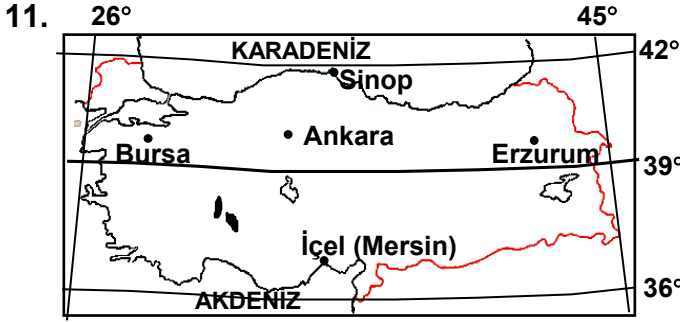 11. 26° 45°
KARADENİZ 42°
Sinop
Ankara
Bursa Erzurum
39°
İçel (Mersin)
AKDENİZ 36°